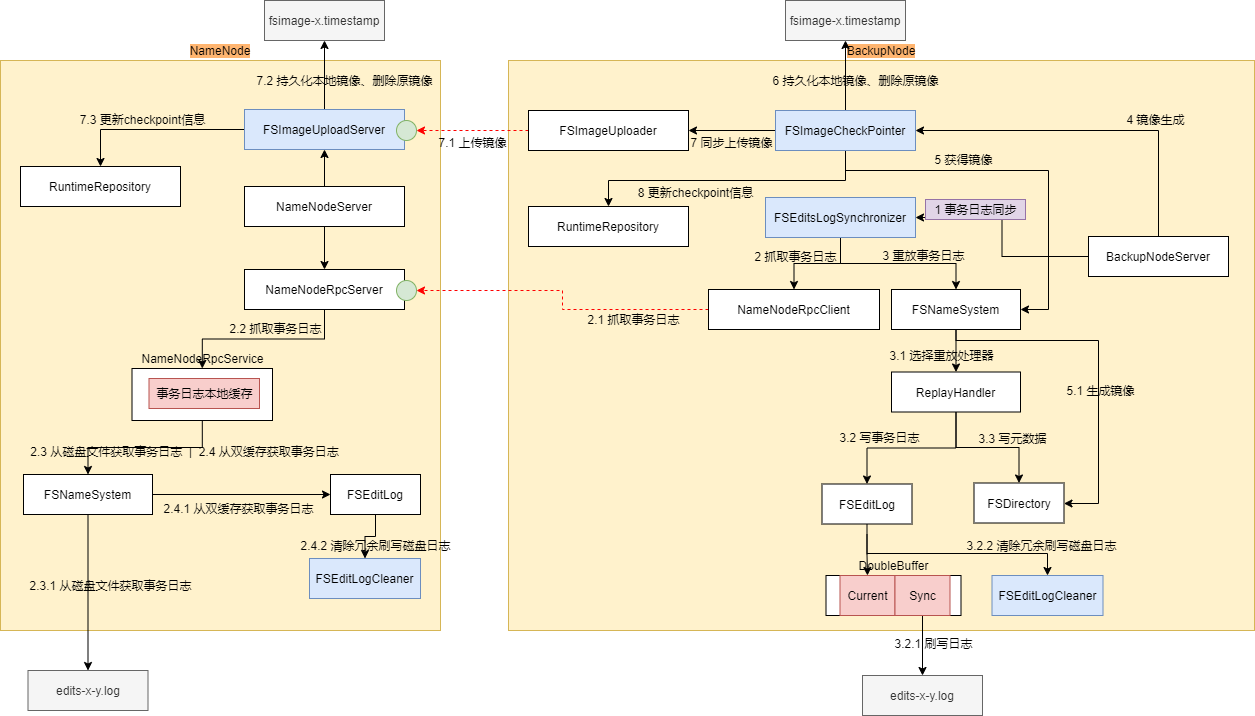 fsimage-x.timestamp
NameNode
7.2 持久化本地镜像、删除原镜像
7.3 更新checkpoint信息
FSImageUploadServer
7.1 上传镜像
RuntimeRepository
NameNodeServer
NameNodeRpcServer
2.2 抓取事务日志
NameNodeRpcService
事务日志本地缓存
2.3 从磁盘文件获取事务日志 | 2.4 从双缓存获取事务日志
FSNameSystem
FSEditLog
2.4.1 从双缓存获取事务日志
2.4.2 清除冗余刷写磁盘日志
FSEditLogCleaner
2.3.1 从磁盘文件获取事务日志
edits-x-y.log
fsimage-x.timestamp
BackupNode
6 持久化本地镜像、删除原镜像
4 镜像生成
FSImageUploader
FSImageCheckPointer
7 同步上传镜像
5 获得镜像
8 更新checkpoint信息
RuntimeRepository
FSEditsLogSynchronizer
1 事务日志同步
BackupNodeServer
2 抓取事务日志
3 重放事务日志
2.1 抓取事务日志
NameNodeRpcClient
FSNameSystem
3.1 选择重放处理器
ReplayHandler
5.1 生成镜像
3.2 写事务日志
3.3 写元数据
FSEditLog
FSDirectory
3.2.2 清除冗余刷写磁盘日志
DoubleBuffer
Current
Sync
FSEditLogCleaner
3.2.1 刷写日志
edits-x-y.log